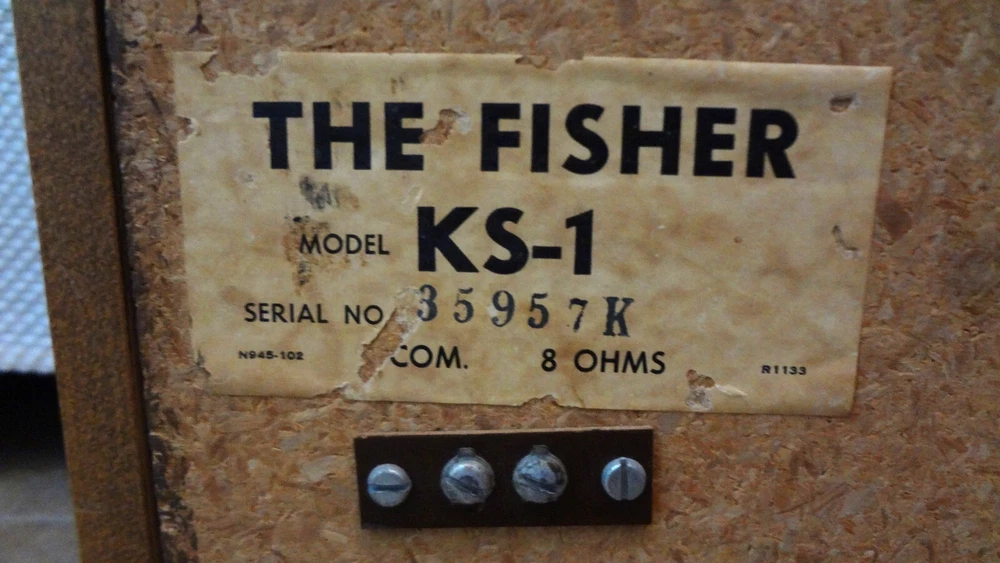 THE FISHER
MODEL KS-1
SERIAL NO 35957K
N945-102 COM. 8 OHMS R1133